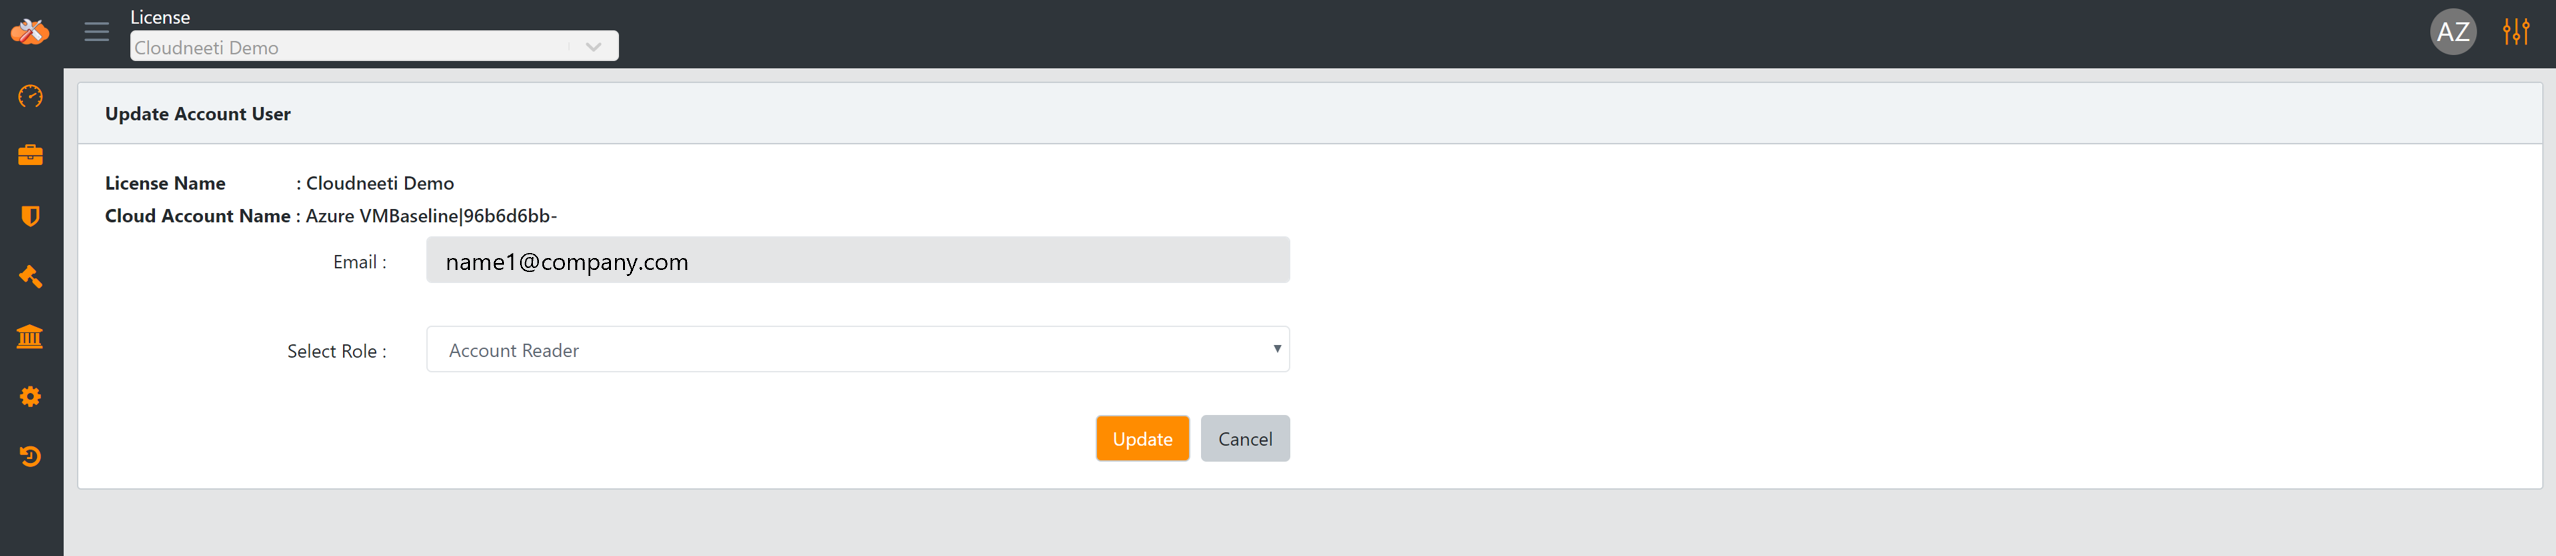 License
Cloudneeti Demo
AZ
Update Account User
License Name : Cloudneeti Demo
Cloud Account Name : Azure VMBaseline|96b6d6bb-
Email : name1@company.com
Select Role : Account Reader
Update Cancel